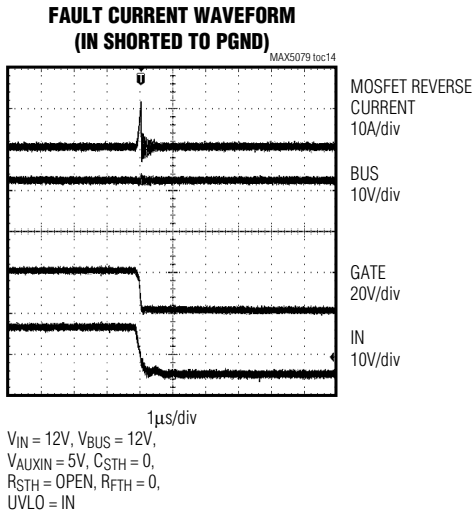 FAULT CURRENT WAVEFORM
(IN SHORTED TO PGND)
MAX5079 toc14
MOSFET REVERSE
CURRENT
10A/div
BUS
10V/div
GATE
20V/div
IN
10V/div
1μs/div
VIN = 12V, VBUS = 12V,
VAUXIN = 5V, CSTH = 0,
RSTH = OPEN, RFTH = 0,
UVLO = IN